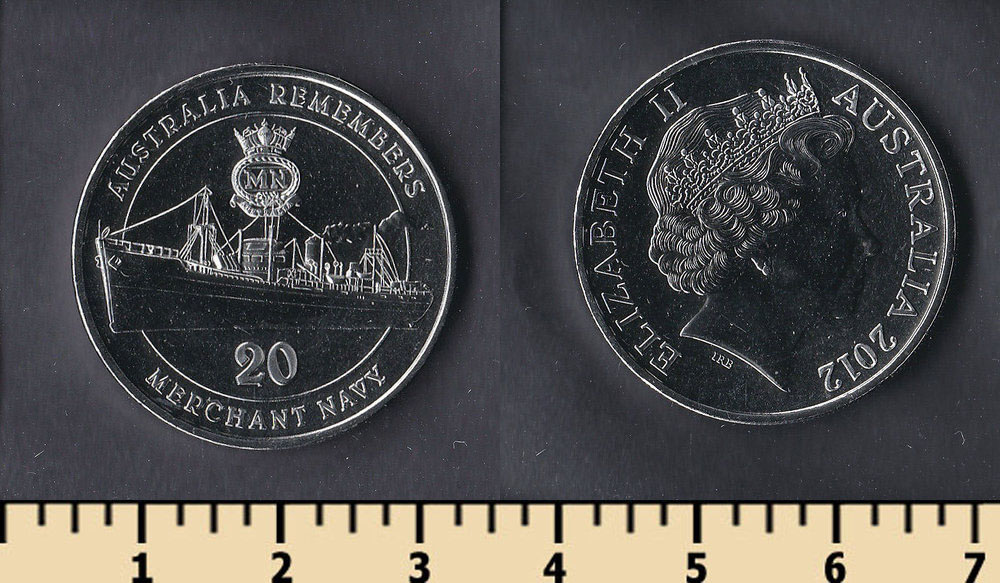 AUSTRALIA REMEMBERS
MN
20
MERCHANT NAVY
ELIZABETH II
AUSTRALIA 2012
IRB
1 2 3 4 5 6 7